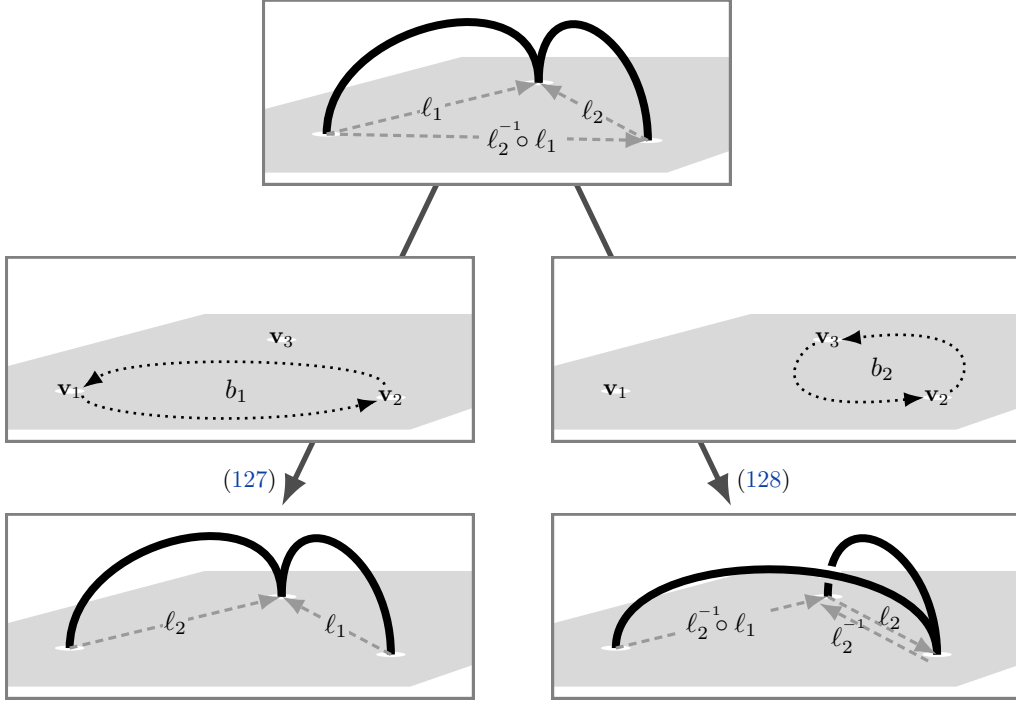 ℓ₁ ℓ₂
ℓ₂⁻¹ ∘ ℓ₁
v₃ v₃
v₁ b₁ v₂ v₁ b₂ v₂
(127) (128)
ℓ₂ ℓ₁ ℓ₂⁻¹ ∘ ℓ₁ ℓ₂⁻¹ ℓ₂